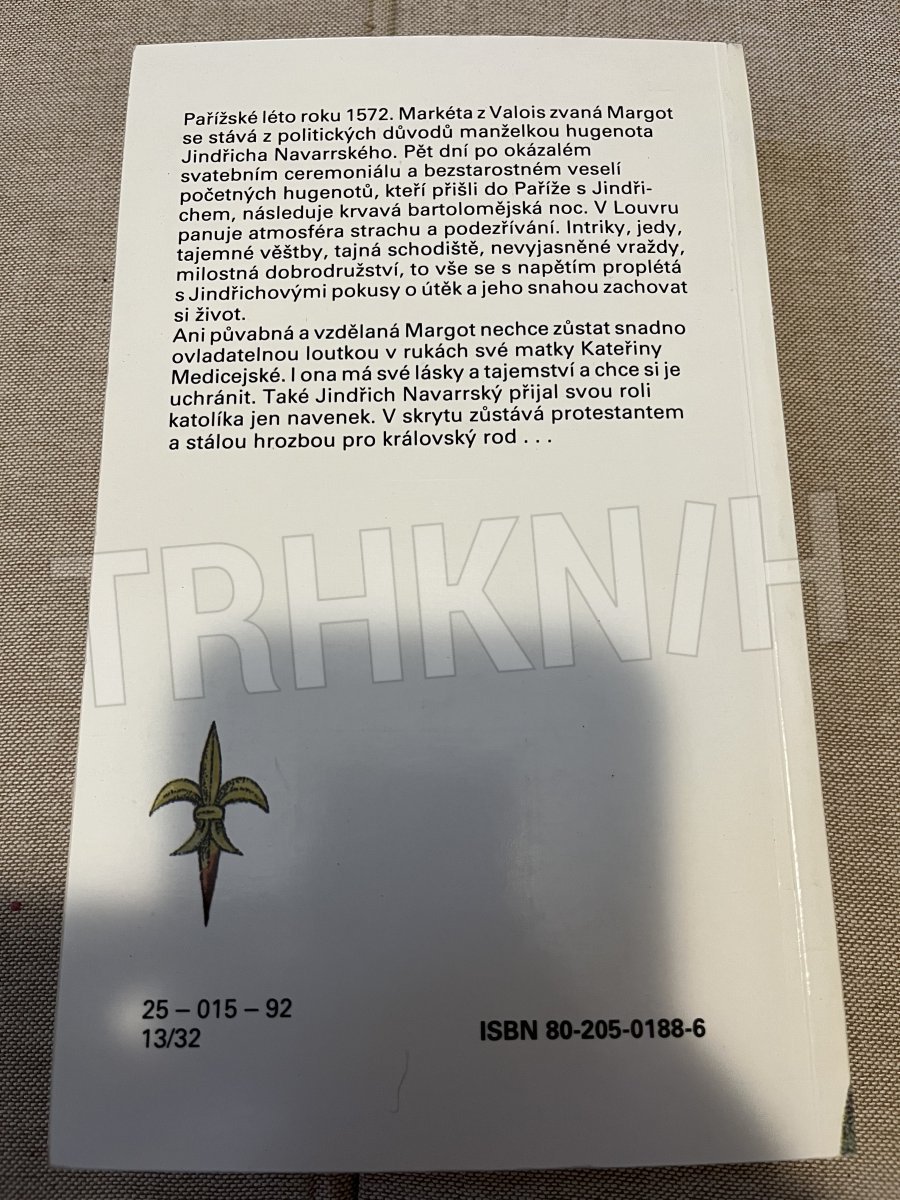 Pařížské léto roku 1572. Markéta z Valois zvaná Margot
se stává z politických důvodů manželkou hugenota
Jindřicha Navarrského. Pět dní po okázalém
svatebním ceremoniálu a bezstarostném veselí
početných hugenotů, kteří přišli do Paříže s Jindři-
chem, následuje krvavá bartolomějská noc. V Louvru
panuje atmosféra strachu a podezřívání. Intriky, jedy,
tajemné věštby, tajná schodiště, nevyjasněné vraždy,
milostná dobrodružství, to vše se s napětím proplétá
s Jindřichovými pokusy o útěk a jeho snahou zachovat
si život.
Ani půvabná a vzdělaná Margot nechce zůstat snadno
ovladatelnou loutkou v rukách své matky Kateřiny
Medicejské. I ona má své lásky a tajemství a chce si je
uchránit. Také Jindřich Navarrský přijal svou roli
katolíka jen navenek. V skrytu zůstává protestantem
a stálou hrozbou pro královský rod . . .
TRHKN/H
25 – 015 – 92
13/32
ISBN 80-205-0188-6